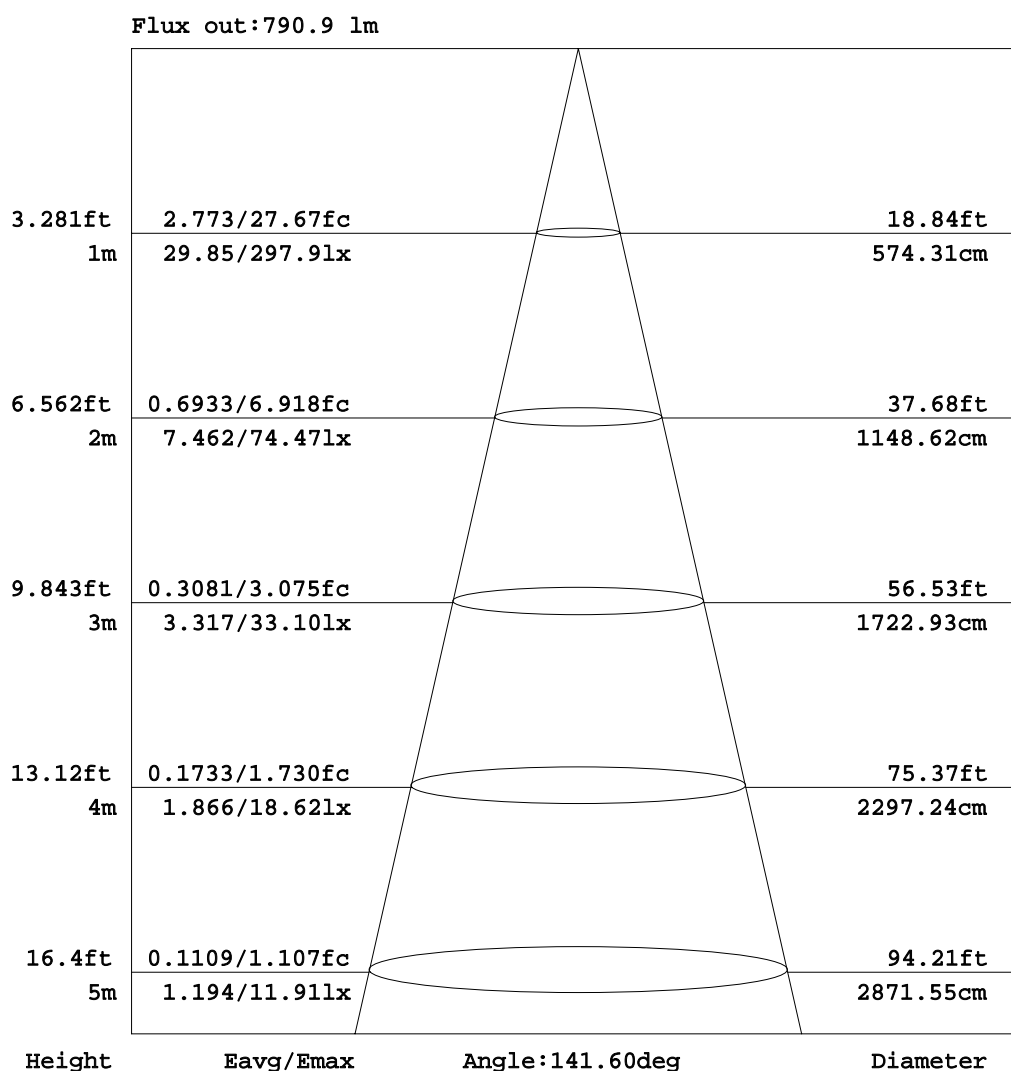 Flux out:790.9 lm
3.281ft 2.773/27.67fc 18.84ft
1m 29.85/297.9lx 574.31cm
6.562ft 0.6933/6.918fc 37.68ft
2m 7.462/74.47lx 1148.62cm
9.843ft 0.3081/3.075fc 56.53ft
3m 3.317/33.10lx 1722.93cm
13.12ft 0.1733/1.730fc 75.37ft
4m 1.866/18.62lx 2297.24cm
16.4ft 0.1109/1.107fc 94.21ft
5m 1.194/11.91lx 2871.55cm
Height Eavg/Emax Angle:141.60deg Diameter